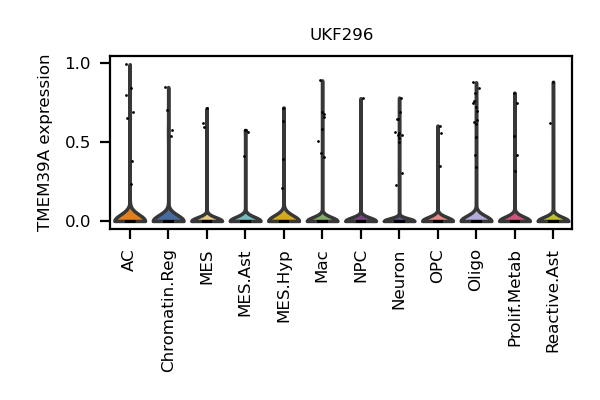 UKF296
TMEM39A expression
1.0
0.5
0.0
AC
Chromatin.Reg
MES
MES.Ast
MES.Hyp
Mac
NPC
Neuron
OPC
Oligo
Prolif.Metab
Reactive.Ast